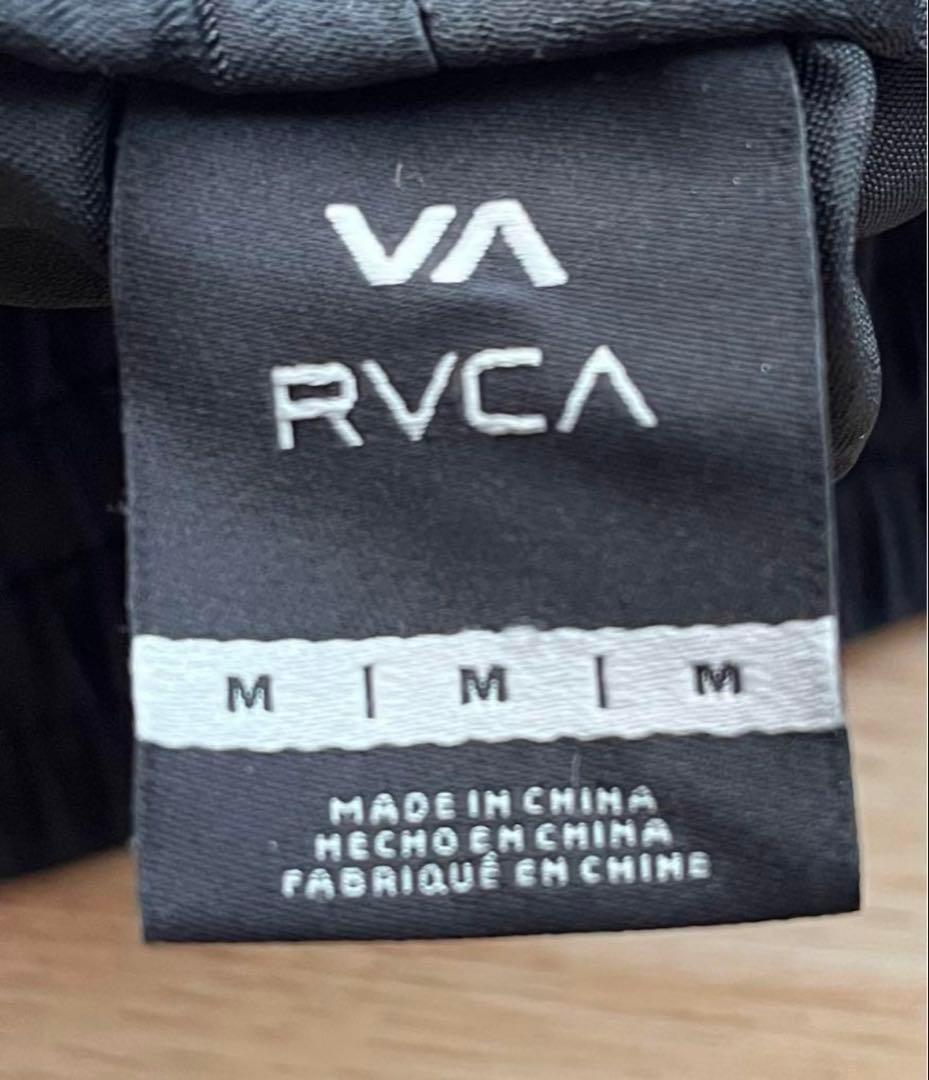 VA
RVCA
M | M | M
MADE IN CHINA
HECHO EN CHINA
FABRIQUÉ EN CHINE